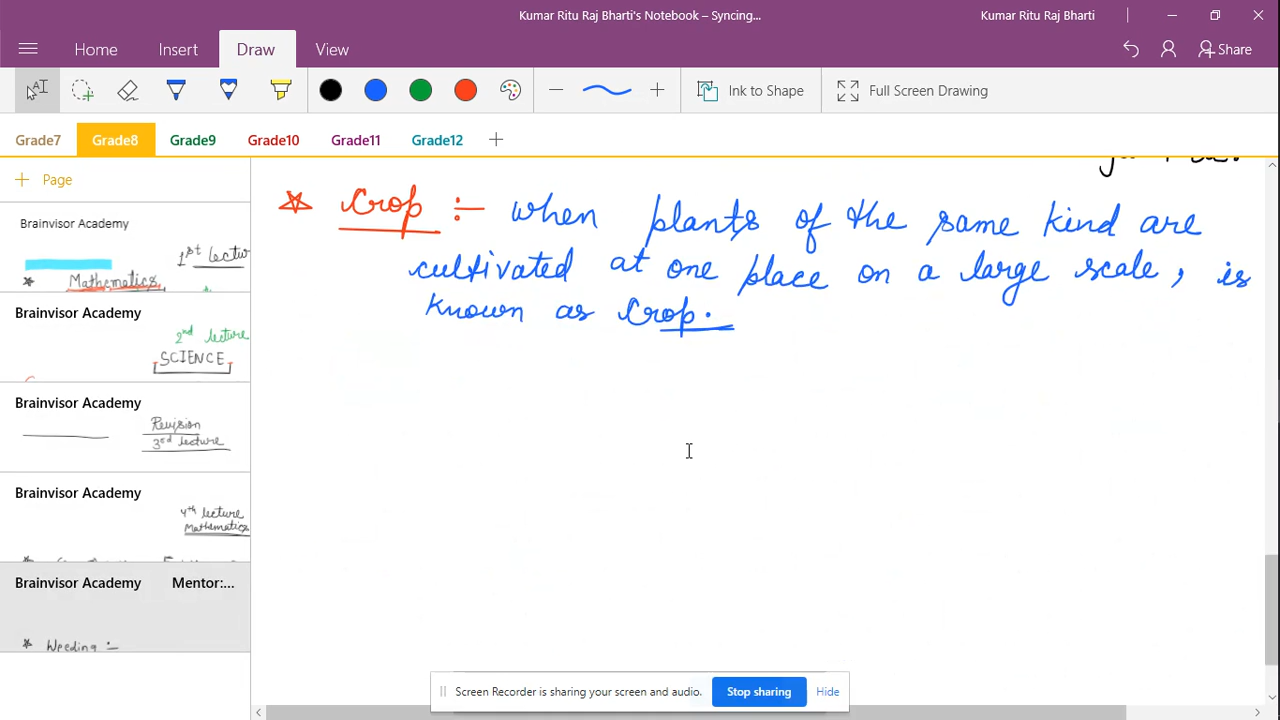 Kumar Ritu Raj Bharti's Notebook – Syncing...
Kumar Ritu Raj Bharti
Home
Insert
Draw
View
Share
Ink to Shape
Full Screen Drawing
Grade7
Grade8
Grade9
Grade10
Grade11
Grade12
Page
Brainvisor Academy
1st lectur
Mathematics
Brainvisor Academy
2nd lecture
SCIENCE
Brainvisor Academy
Revision
3rd lecture
Brainvisor Academy
4th lecture
Mathematics
Brainvisor Academy Mentor:...
* Weeding :-
* Crop :- when plants of the same kind are
cultivated at one place on a large scale, is
known as Crop.
Screen Recorder is sharing your screen and audio.
Stop sharing
Hide